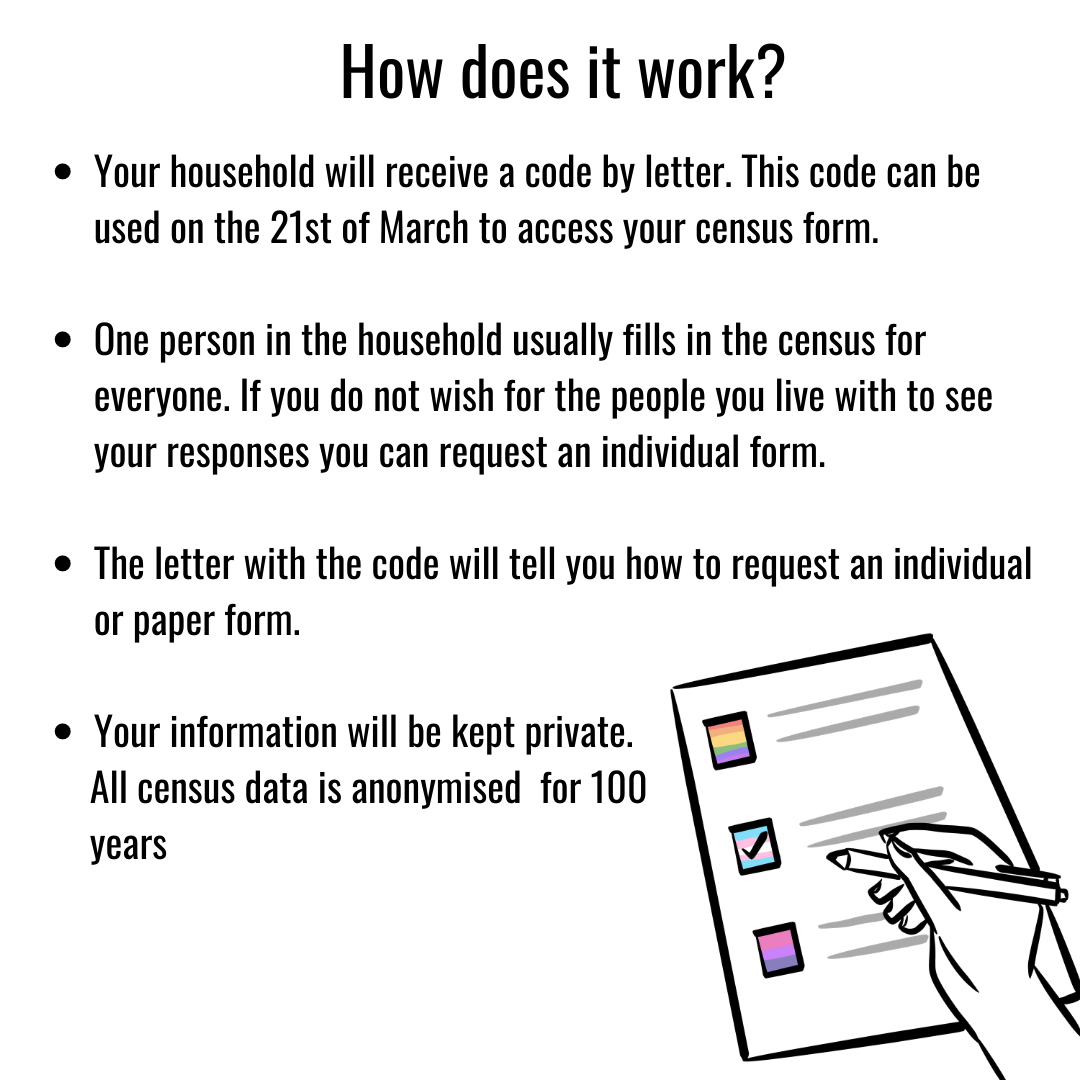 How does it work?
• Your household will receive a code by letter. This code can be
used on the 21st of March to access your census form.
• One person in the household usually fills in the census for
everyone. If you do not wish for the people you live with to see
your responses you can request an individual form.
• The letter with the code will tell you how to request an individual
or paper form.
• Your information will be kept private.
All census data is anonymised  for 100
years